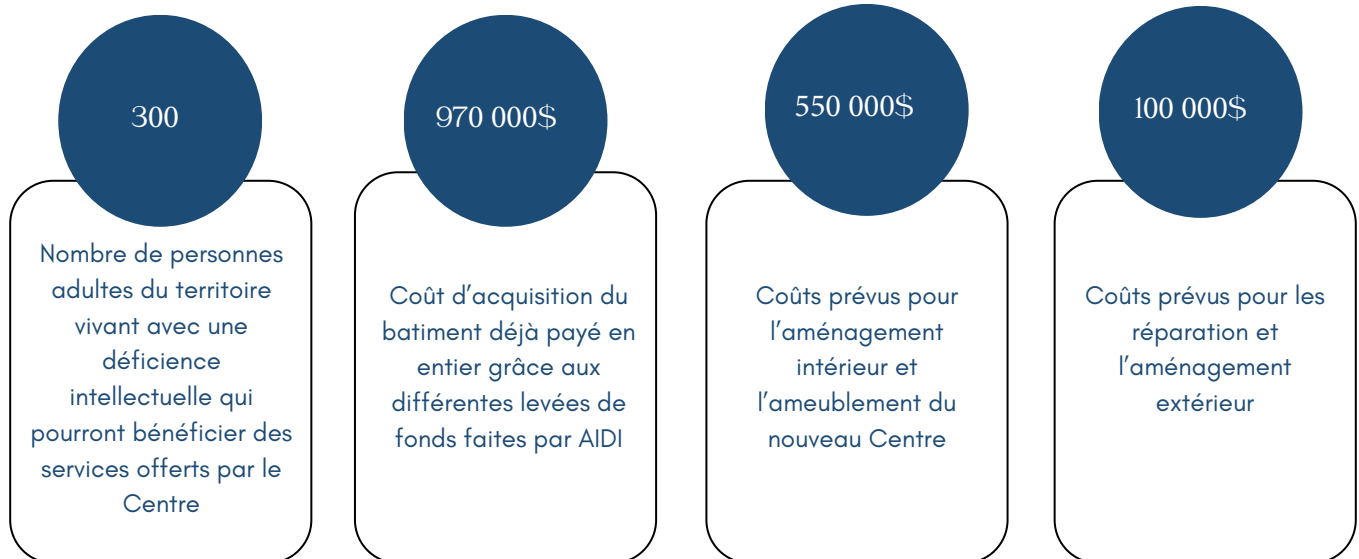 300
Nombre de personnes
adultes du territoire
vivant avec une
déficience
intellectuelle qui
pourront bénéficier des
services offerts par le
Centre
970 000$
Coût d’acquisition du
batiment déjà payé en
entier grâce aux
différentes levées de
fonds faites par AIDI
550 000$
Coûts prévus pour
l’aménagement
intérieur et
l’ameublement du
nouveau Centre
100 000$
Coûts prévus pour les
réparation et
l’aménagement
extérieur